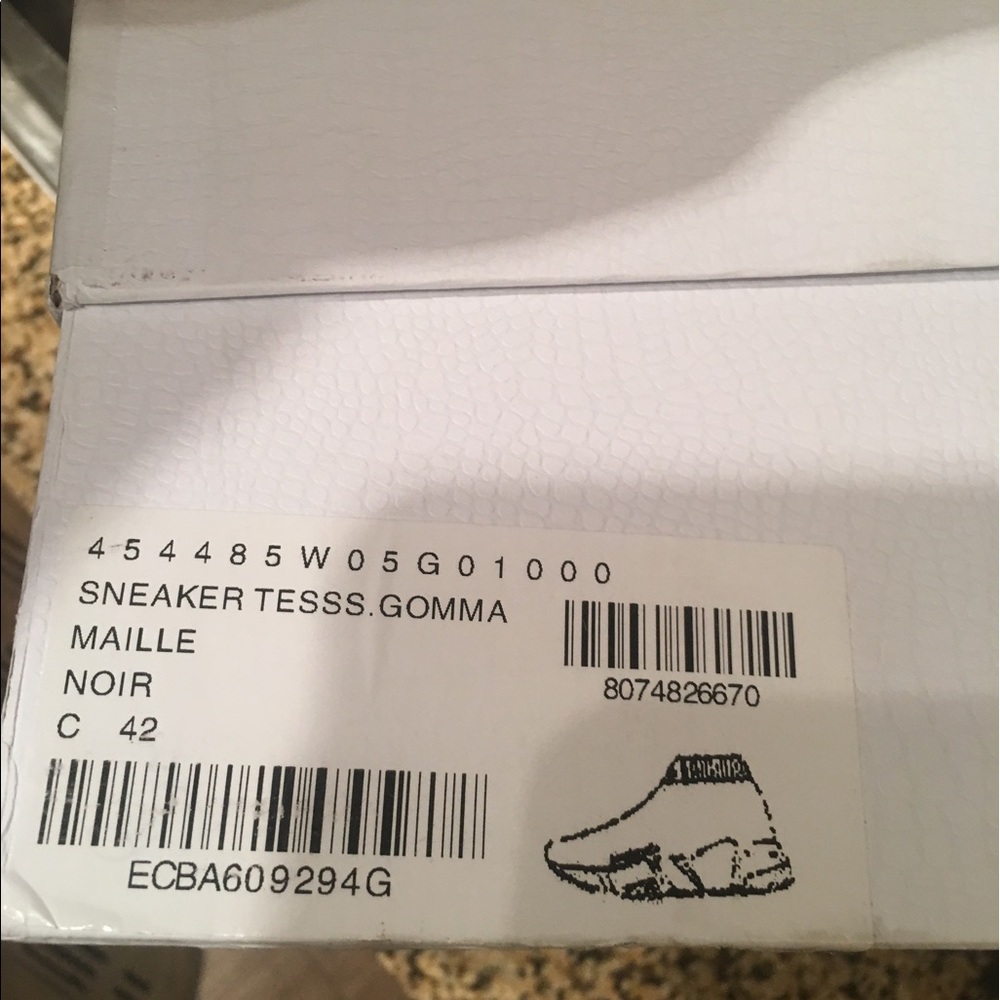 454485W05G01000
SNEAKER TESSS.GOMMA
MAILLE
NOIR
C 42
8074826670
ECBA609294G